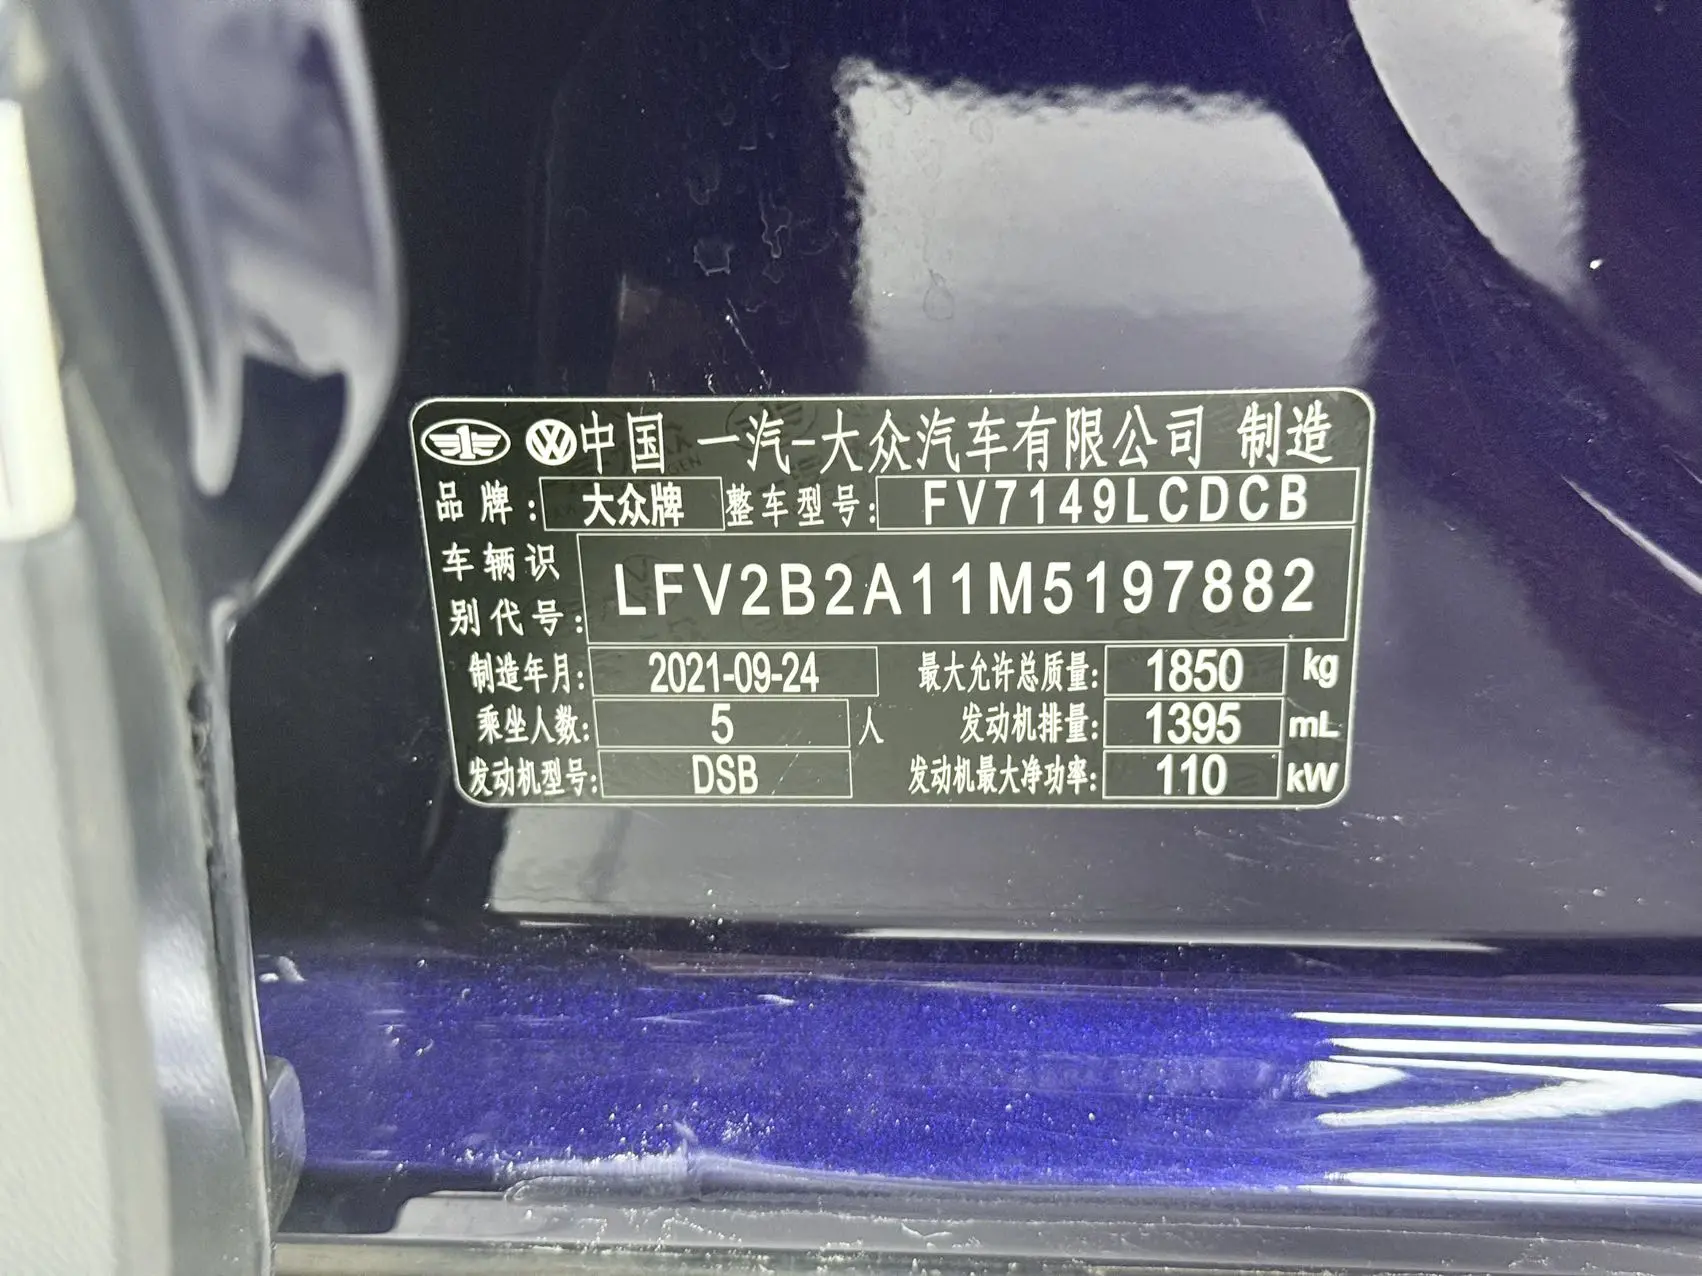 中国 一汽-大众汽车有限公司 制造
品牌: 大众牌 整车型号: FV7149LCDCB
车辆识别代号: LFV2B2A11M5197882
制造年月: 2021-09-24 最大允许总质量: 1850 kg
乘坐人数: 5 人 发动机排量: 1395 mL
发动机型号: DSB 发动机最大净功率: 110 kW